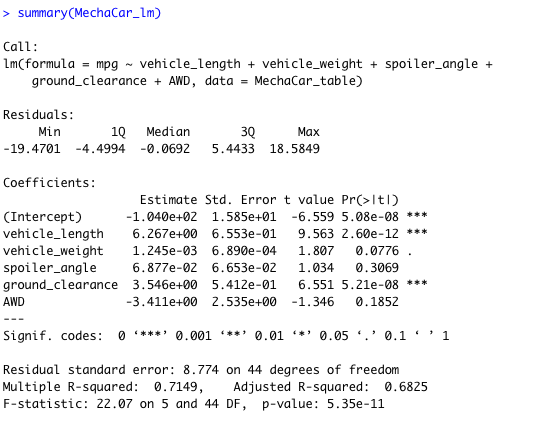 > summary(MechaCar_lm)
Call:
lm(formula = mpg ~ vehicle_length + vehicle_weight + spoiler_angle +
    ground_clearance + AWD, data = MechaCar_table)
Residuals:
     Min       1Q   Median       3Q      Max
-19.4701  -4.4994  -0.0692   5.4433  18.5849
Coefficients:
                   Estimate Std. Error t value Pr(>|t|)
(Intercept)      -1.040e+02  1.585e+01  -6.559 5.08e-08 ***
vehicle_length    6.267e+00  6.553e-01   9.563 2.60e-12 ***
vehicle_weight    1.245e-03  6.890e-04   1.807   0.0776 .
spoiler_angle     6.877e-02  6.653e-02   1.034   0.3069
ground_clearance  3.546e+00  5.412e-01   6.551 5.21e-08 ***
AWD              -3.411e+00  2.535e+00  -1.346   0.1852
---
Signif. codes:  0 ‘***’ 0.001 ‘**’ 0.01 ‘*’ 0.05 ‘.’ 0.1 ‘ ’ 1
Residual standard error: 8.774 on 44 degrees of freedom
Multiple R-squared:  0.7149,    Adjusted R-squared:  0.6825
F-statistic: 22.07 on 5 and 44 DF,  p-value: 5.35e-11